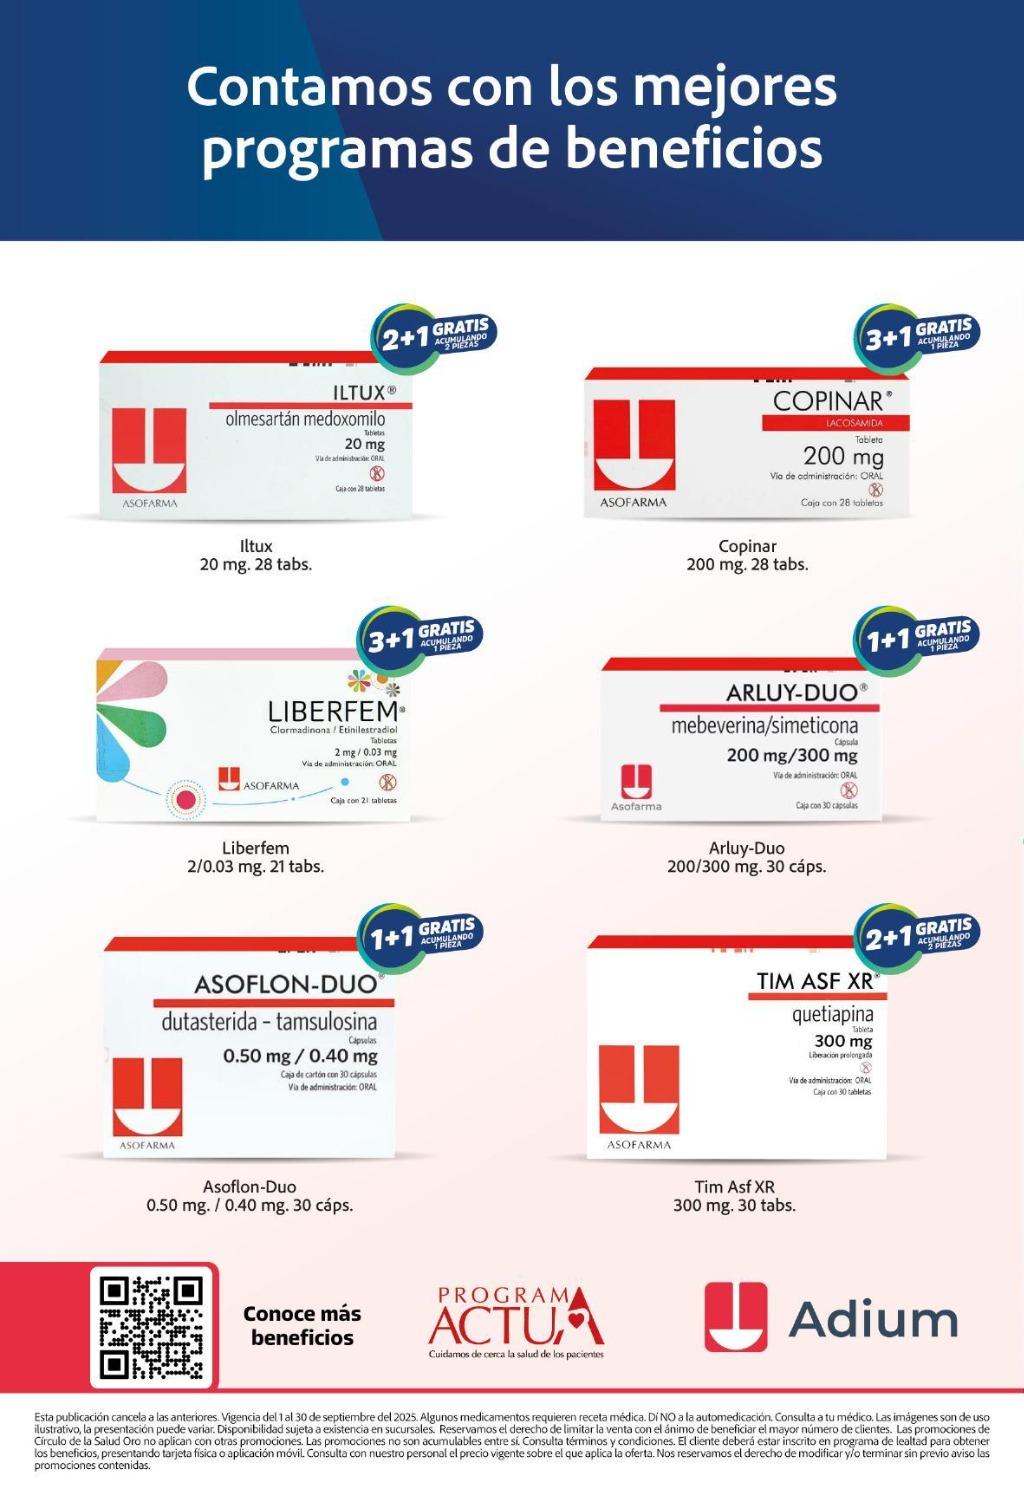 Contamos con los mejores
programas de beneficios
2+1 GRATIS
ACUMULANDO
2 PIEZAS
ILTUX®
olmesartán medoxomilo
Tabletas
20 mg
Vía de administración: ORAL
Caja con 28 tabletas
ASOFARMA
Iltux
20 mg. 28 tabs.
3+1 GRATIS
ACUMULANDO
1 PIEZA
COPINAR®
LACOSAMIDA
Tableta
200 mg
Vía de administración: ORAL
Caja con 28 tabletas
ASOFARMA
Copinar
200 mg. 28 tabs.
3+1 GRATIS
ACUMULANDO
1 PIEZA
LIBERFEM®
Clormadinona / Etinilestradiol
Tabletas
2 mg / 0.03 mg
Vía de administración: ORAL
ASOFARMA
Caja con 21 tabletas
Liberfem
2/0.03 mg. 21 tabs.
1+1 GRATIS
ACUMULANDO
1 PIEZA
ARLUY-DUO®
mebeverina/simeticona
Cápsula
200 mg/300 mg
Vía de administración: ORAL
Caja con 30 cápsulas
Asofarma
Arluy-Duo
200/300 mg. 30 cáps.
1+1 GRATIS
ACUMULANDO
1 PIEZA
ASOFLON-DUO®
dutasterida - tamsulosina
Cápsulas
0.50 mg / 0.40 mg
Caja de cartón con 30 cápsulas
Vía de administración: ORAL
ASOFARMA
Asoflon-Duo
0.50 mg. / 0.40 mg. 30 cáps.
2+1 GRATIS
ACUMULANDO
2 PIEZAS
TIM ASF XR®
quetiapina
Tableta
300 mg
Liberación prolongada
Vía de administración: ORAL
Caja con 30 tabletas
ASOFARMA
Tim Asf XR
300 mg. 30 tabs.
Conoce más
beneficios
PROGRAMA
ACTUA
Cuidamos de cerca la salud de los pacientes
Adium
Esta publicación cancela a las anteriores. Vigencia del 1 al 30 de septiembre del 2025. Algunos medicamentos requieren receta médica. Dí NO a la automedicación. Consulta a tu médico. Las imágenes son de uso
ilustrativo, la presentación puede variar. Disponibilidad sujeta a existencia en sucursales. Reservamos el derecho de limitar la venta con el ánimo de beneficiar el mayor número de clientes. Las promociones de
Círculo de la Salud Oro no aplican con otras promociones. Las promociones no son acumulables entre sí. Consulta términos y condiciones. El cliente deberá estar inscrito en programa de lealtad para obtener
los beneficios, presentando tarjeta física o aplicación móvil. Consulta con nuestro personal el precio vigente sobre el que aplica la oferta. Nos reservamos el derecho de modificar y/o terminar sin previo aviso las
promociones contenidas.